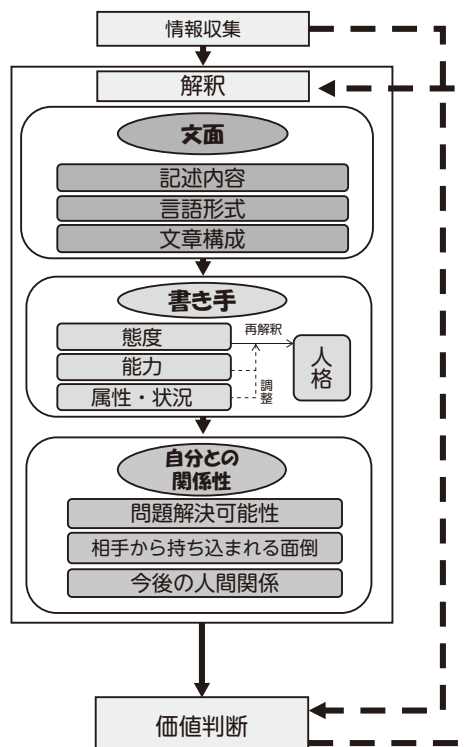 情報収集
解釈
文面
記述内容
言語形式
文章構成
書き手
態度
能力
属性・状況
再解釈
調整
人格
自分との
関係性
問題解決可能性
相手から持ち込まれる面倒
今後の人間関係
価値判断